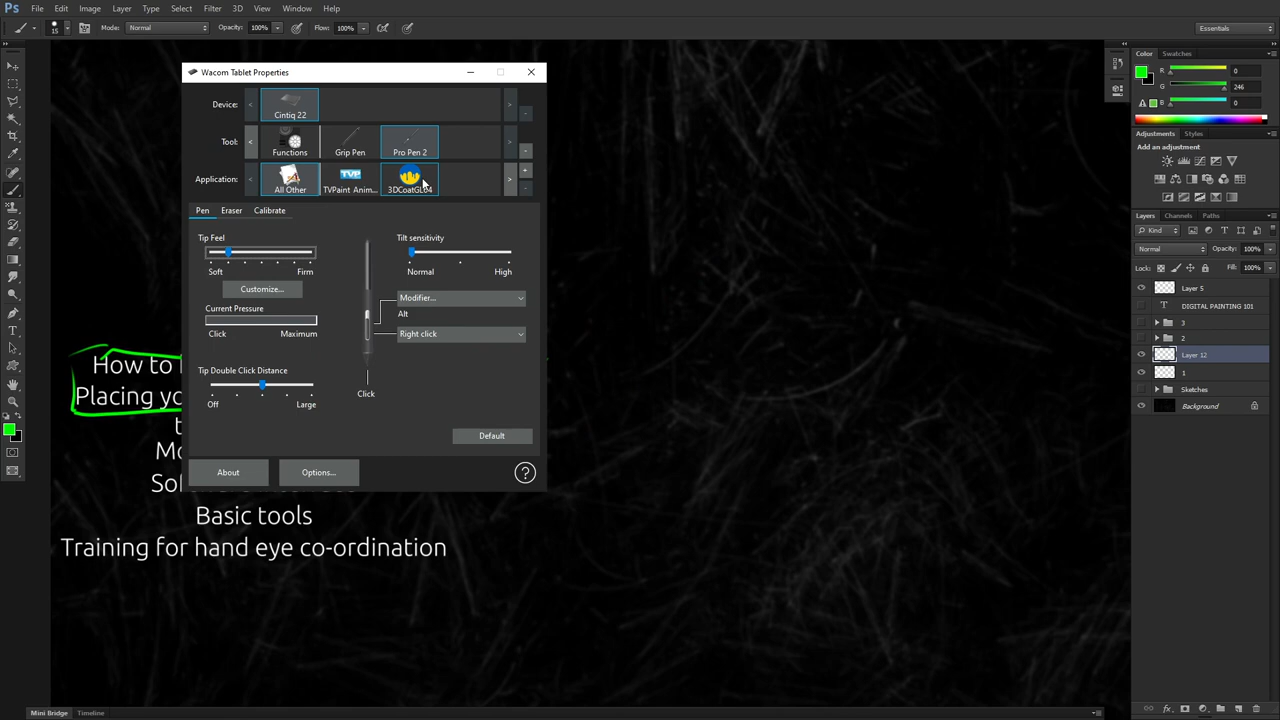 Ps File Edit Image Layer Type Select Filter 3D View Window Help
15 Mode: Normal Opacity: 100% Flow: 100% Essentials
Color Swatches
R 0
G 246
B 0
Adjustments Styles
Add an adjustment
Layers Channels Paths
Kind
Normal Opacity: 100%
Lock: Fill: 100%
Layer 5
T DIGITAL PAINTING 101
3
2
Layer 12
1
Sketches
Background
Wacom Tablet Properties
Device: Cintiq 22
Tool: Functions Grip Pen Pro Pen 2
Application: All Other TVPaint Anim... 3DCoatGL64
Pen Eraser Calibrate
Tip Feel
Soft Firm
Customize...
Current Pressure
Click Maximum
Tip Double Click Distance
Off Large
Tilt sensitivity
Normal High
Modifier...
Alt
Right click
Click
Default
About Options... ?
How to
Placing yo
Basic tools
Training for hand eye co-ordination
Mini Bridge Timeline